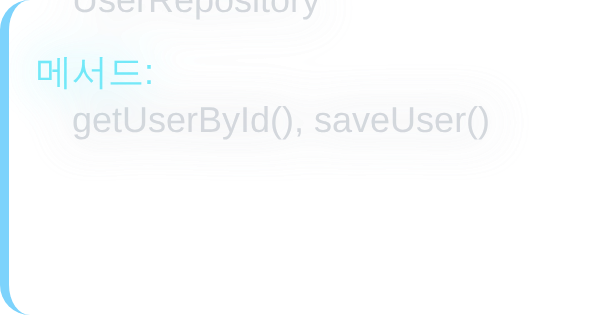 UserRepository
메서드:
getUserById(), saveUser()